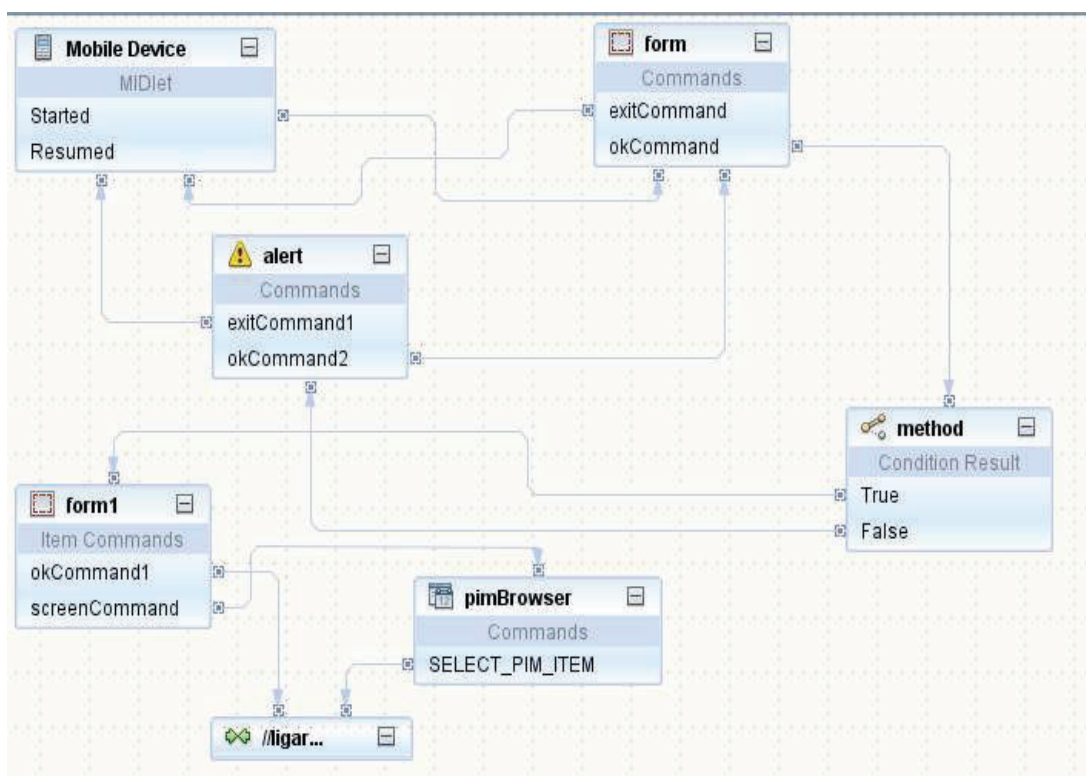 Mobile Device
MIDlet
Started
Resumed
form
Commands
exitCommand
okCommand
alert
Commands
exitCommand1
okCommand2
method
Condition Result
True
False
form1
Item Commands
okCommand1
screenCommand
pimBrowser
Commands
SELECT_PIM_ITEM
//ligar...